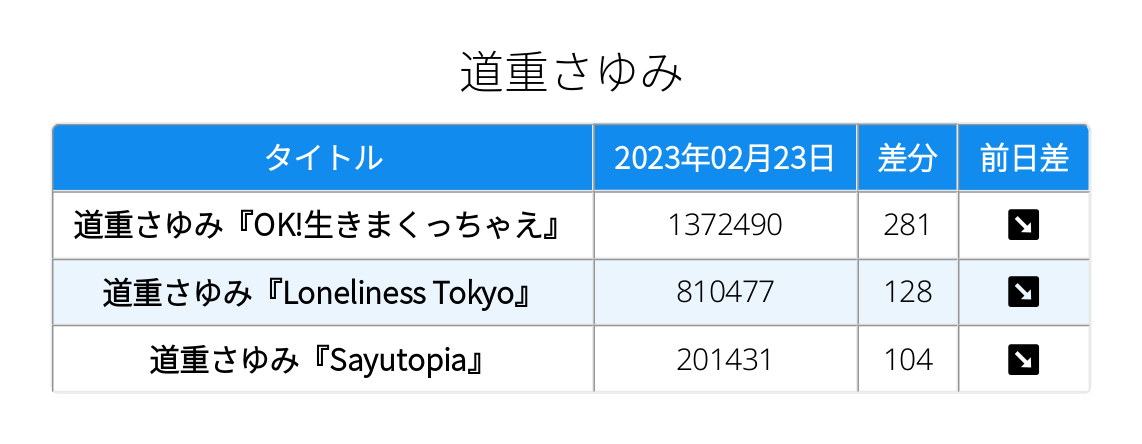 道重さゆみ
タイトル 2023年02月23日 差分 前日差
道重さゆみ『OK!生きまくっちゃえ』 1372490 281 ↘
道重さゆみ『Loneliness Tokyo』 810477 128 ↘
道重さゆみ『Sayutopia』 201431 104 ↘